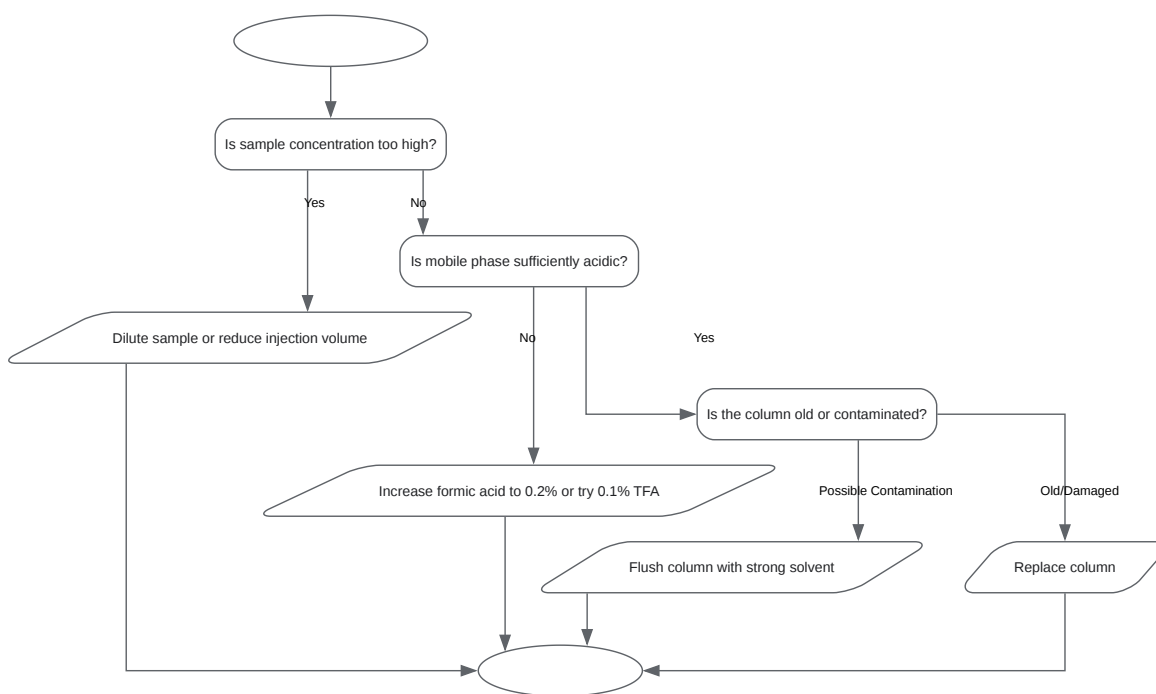 Is sample concentration too high?
Yes
No
Is mobile phase sufficiently acidic?
Dilute sample or reduce injection volume
No
Yes
Is the column old or contaminated?
Increase formic acid to 0.2% or try 0.1% TFA
Possible Contamination
Old/Damaged
Flush column with strong solvent
Replace column